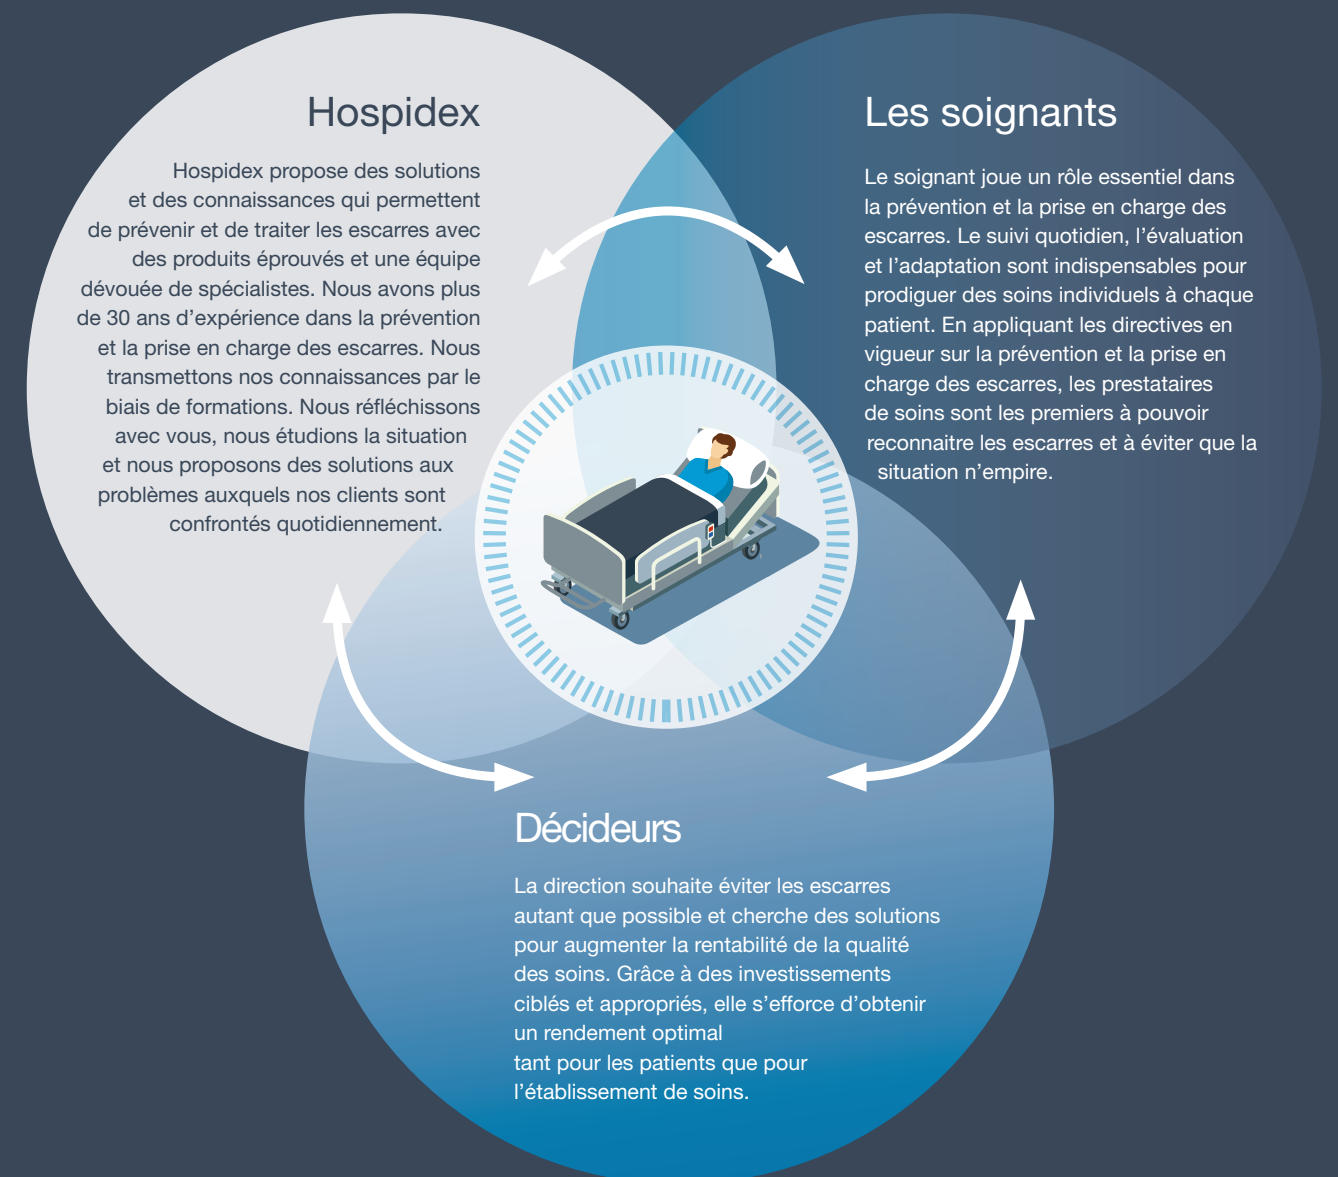 Hospidex
Hospidex propose des solutions
et des connaissances qui permettent
de prévenir et de traiter les escarres avec
des produits éprouvés et une équipe
dévouée de spécialistes. Nous avons plus
de 30 ans d’expérience dans la prévention
et la prise en charge des escarres. Nous
transmettons nos connaissances par le
biais de formations. Nous réfléchissons
avec vous, nous étudions la situation
et nous proposons des solutions aux
problèmes auxquels nos clients sont
confrontés quotidiennement.
Les soignants
Le soignant joue un rôle essentiel dans
la prévention et la prise en charge des
escarres. Le suivi quotidien, l’évaluation
et l’adaptation sont indispensables pour
prodiguer des soins individuels à chaque
patient. En appliquant les directives en
vigueur sur la prévention et la prise en
charge des escarres, les prestataires
de soins sont les premiers à pouvoir
reconnaitre les escarres et à éviter que la
situation n’empire.
Décideurs
La direction souhaite éviter les escarres
autant que possible et cherche des solutions
pour augmenter la rentabilité de la qualité
des soins. Grâce à des investissements
ciblés et appropriés, elle s’efforce d’obtenir
un rendement optimal
tant pour les patients que pour
l’établissement de soins.